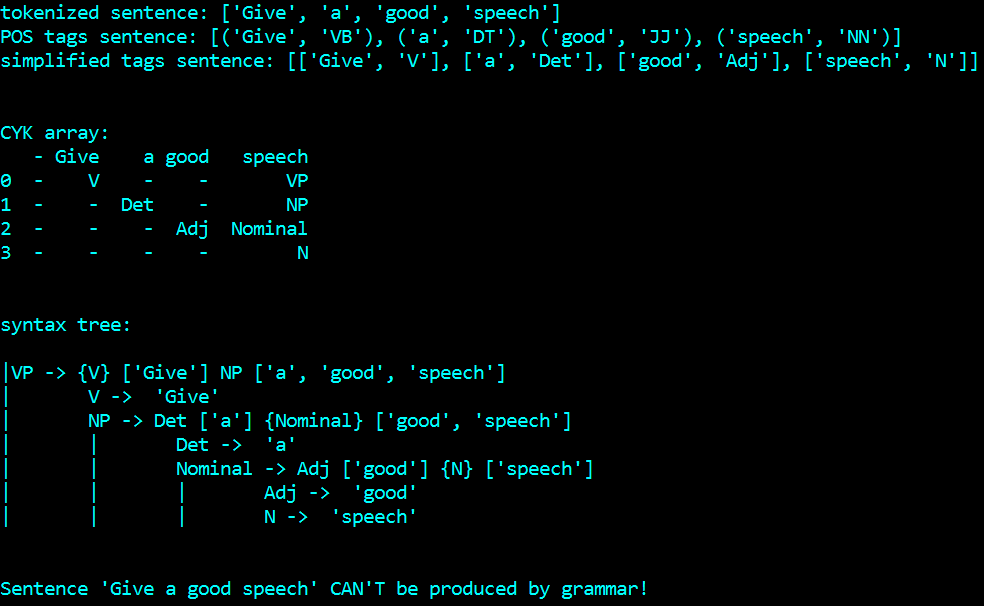 tokenized sentence: ['Give', 'a', 'good', 'speech']
POS tags sentence: [('Give', 'VB'), ('a', 'DT'), ('good', 'JJ'), ('speech', 'NN')]
simplified tags sentence: [['Give', 'V'], ['a', 'Det'], ['good', 'Adj'], ['speech', 'N']]
CYK array:
   - Give    a good   speech
0  -    V    -    -       VP
1  -    -  Det    -       NP
2  -    -    -  Adj  Nominal
3  -    -    -    -        N
syntax tree:
|VP -> {V} ['Give'] NP ['a', 'good', 'speech']
|       V ->  'Give'
|       NP -> Det ['a'] {Nominal} ['good', 'speech']
|       |       Det ->  'a'
|       |       Nominal -> Adj ['good'] {N} ['speech']
|       |       |       Adj ->  'good'
|       |       |       N ->  'speech'
Sentence 'Give a good speech' CAN'T be produced by grammar!